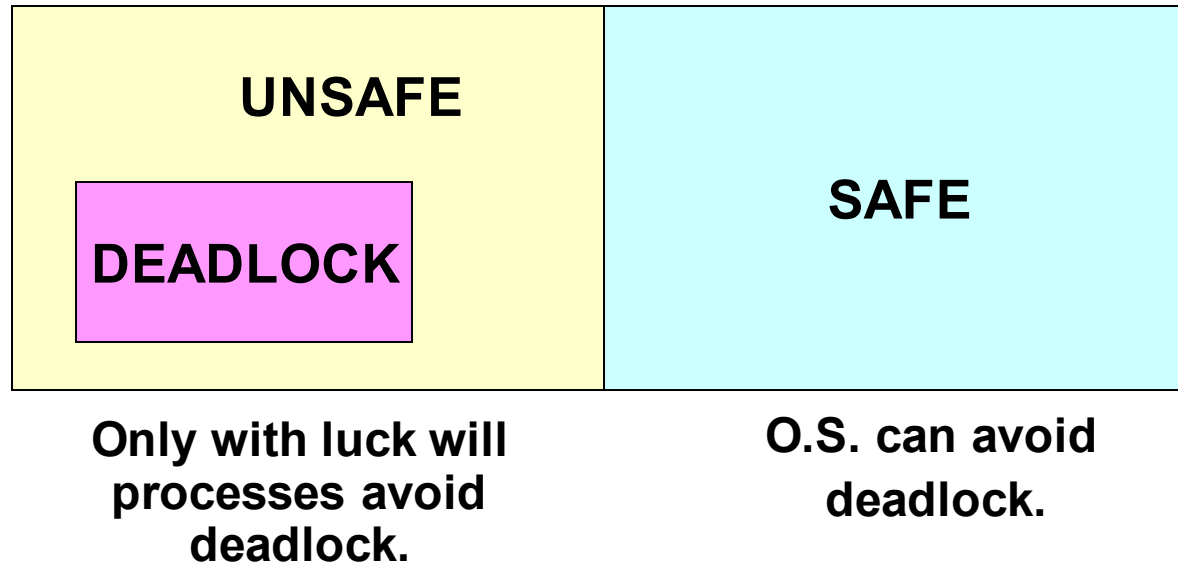 UNSAFE
SAFE
DEADLOCK
Only with luck will
processes avoid
deadlock.
O.S. can avoid
deadlock.